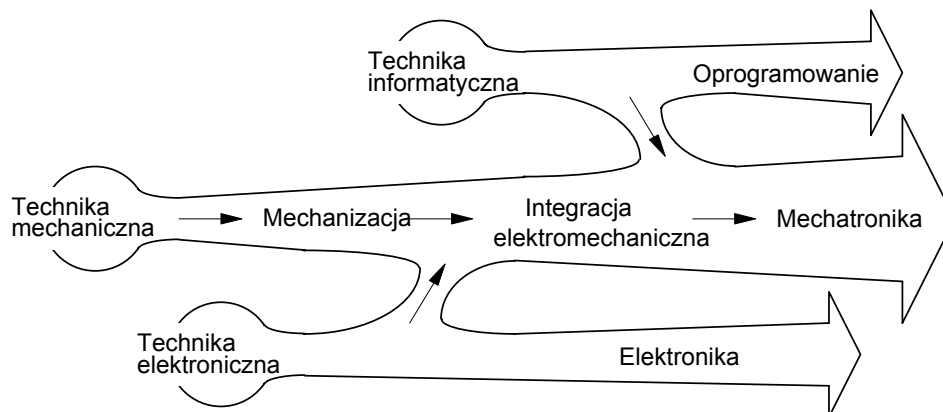 Technika
informatyczna
Oprogramowanie
Technika
mechaniczna
Mechanizacja
Integracja
elektromechaniczna
Mechatronika
Technika
elektroniczna
Elektronika